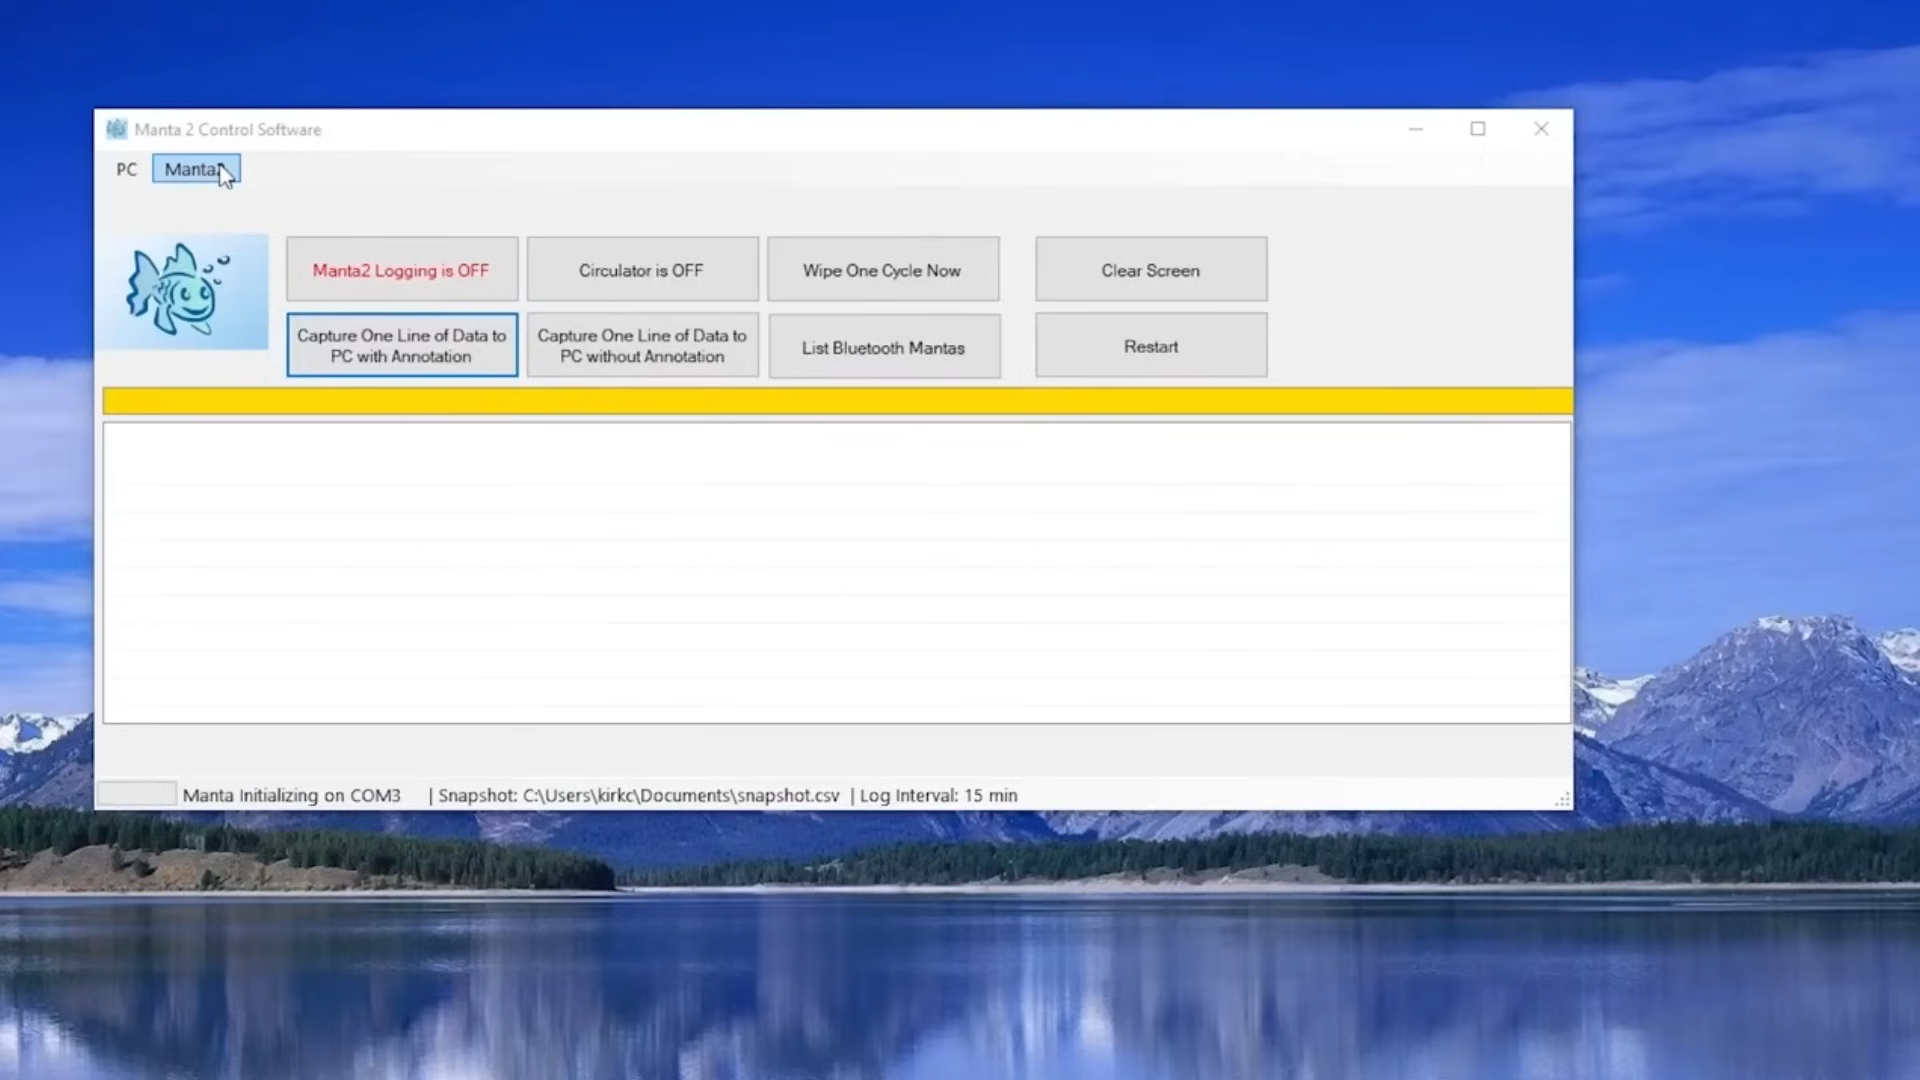 Manta 2 Control Software
PC
Manta2
Manta2 Logging is OFF
Circulator is OFF
Wipe One Cycle Now
Clear Screen
Capture One Line of Data to
PC with Annotation
Capture One Line of Data to
PC without Annotation
List Bluetooth Mantas
Restart
Manta Initializing on COM3 | Snapshot: C:\Users\kirkc\Documents\snapshot.csv | Log Interval: 15 min